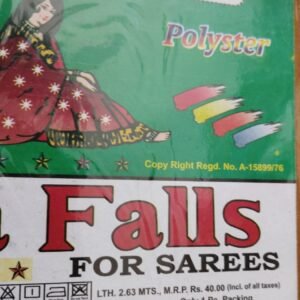 Polyster
Copy Right Regd. No. A-15899/76
Falls
FOR SAREES
LTH. 2.63 MTS., M.R.P. Rs. 40.00 (Incl. of all taxes)
Packing